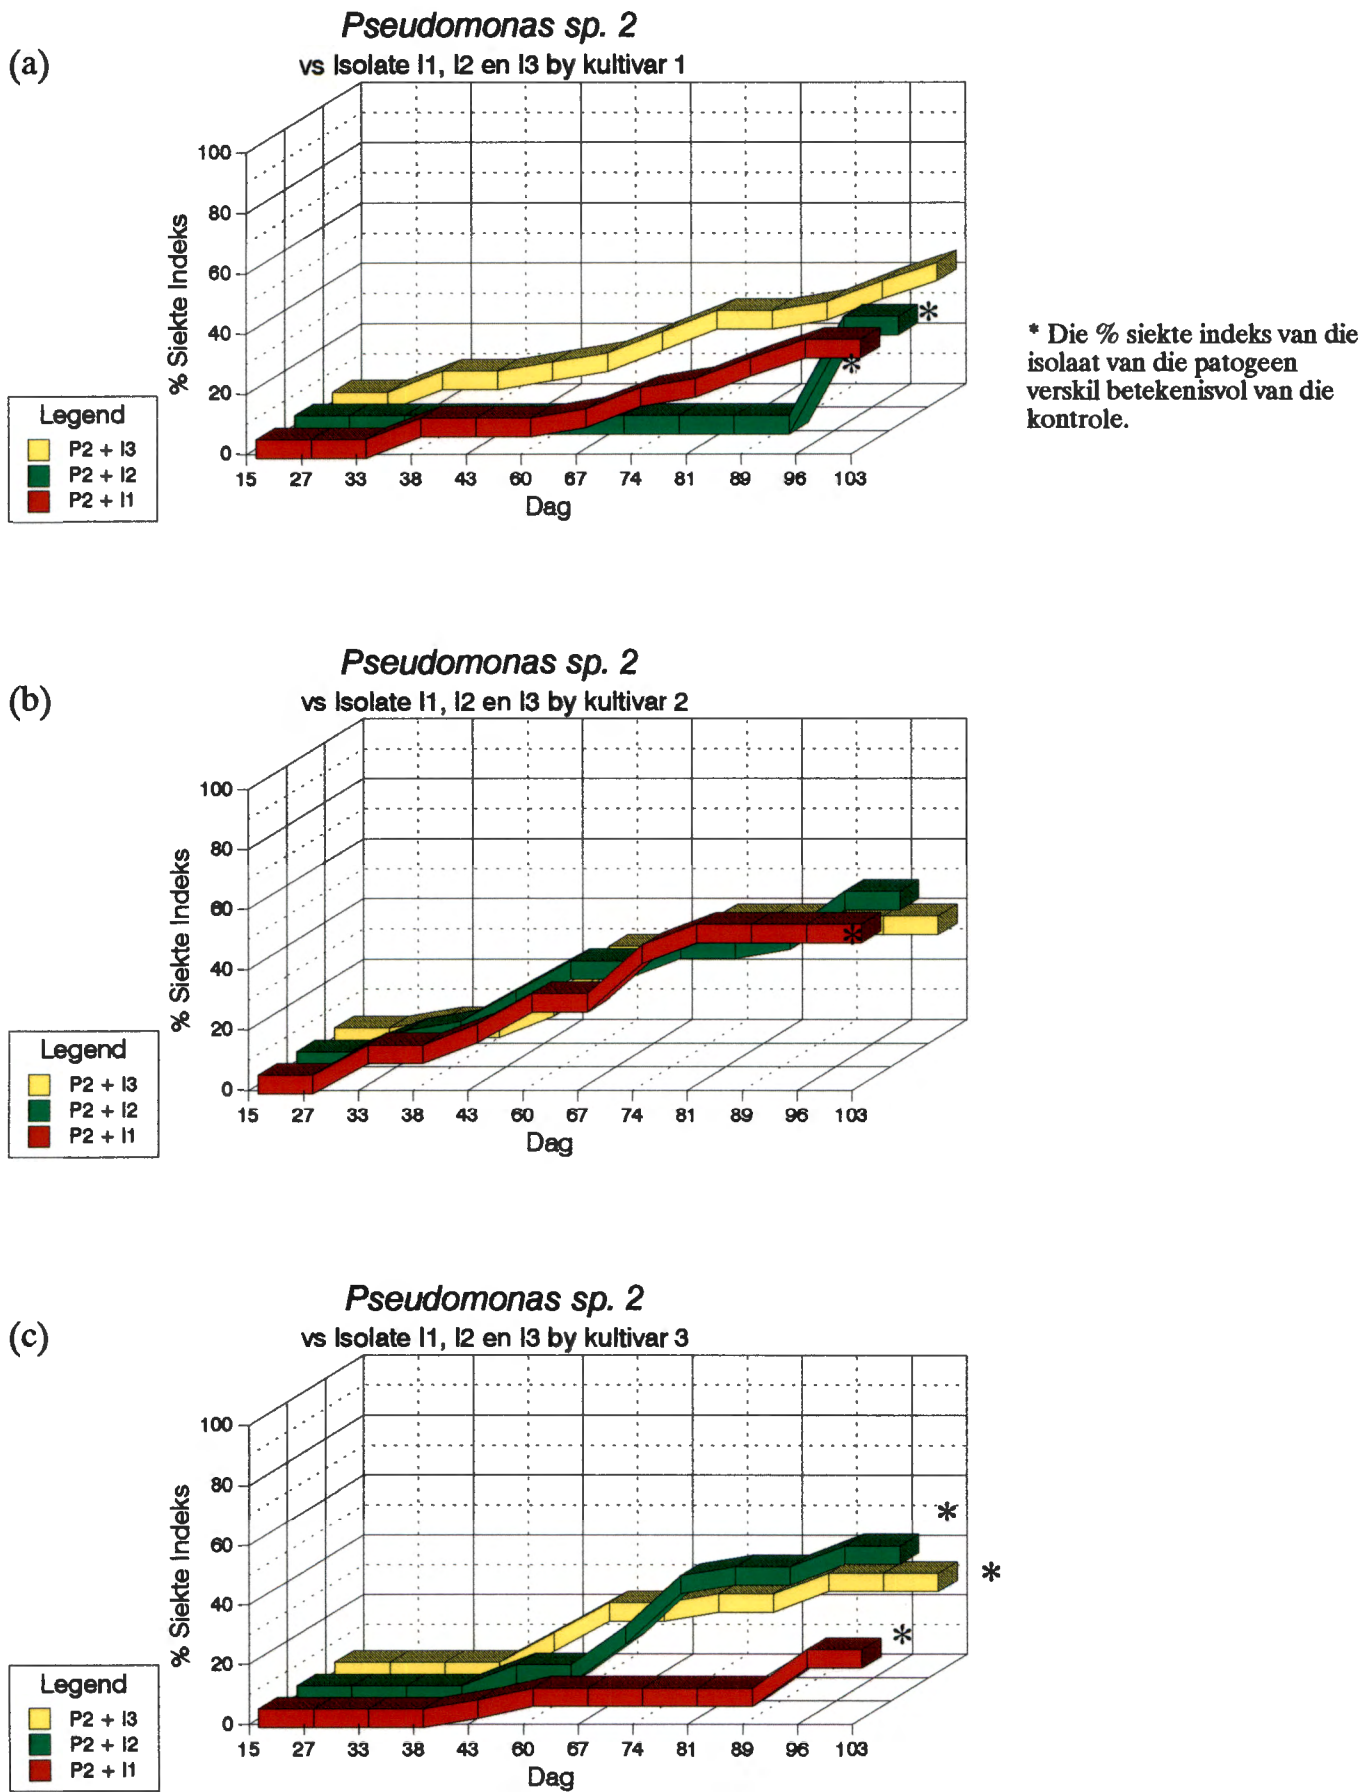 (a)
Pseudomonas sp. 2
vs Isolate I1, I2 en I3 by kultivar 1
% Siekte Indeks
100
80
60
40
20
0
15 27 33 38 43 60 67 74 81 89 96 103
Dag
Legend
P2 + I3
P2 + I2
P2 + I1
*
*
* Die % siekte indeks van die
isolaat van die patogeen
verskil betekenisvol van die
kontrole.
(b)
Pseudomonas sp. 2
vs Isolate I1, I2 en I3 by kultivar 2
% Siekte Indeks
100
80
60
40
20
0
15 27 33 38 43 60 67 74 81 89 96 103
Dag
Legend
P2 + I3
P2 + I2
P2 + I1
*
(c)
Pseudomonas sp. 2
vs Isolate I1, I2 en I3 by kultivar 3
% Siekte Indeks
100
80
60
40
20
0
15 27 33 38 43 60 67 74 81 89 96 103
Dag
Legend
P2 + I3
P2 + I2
P2 + I1
*
*
*